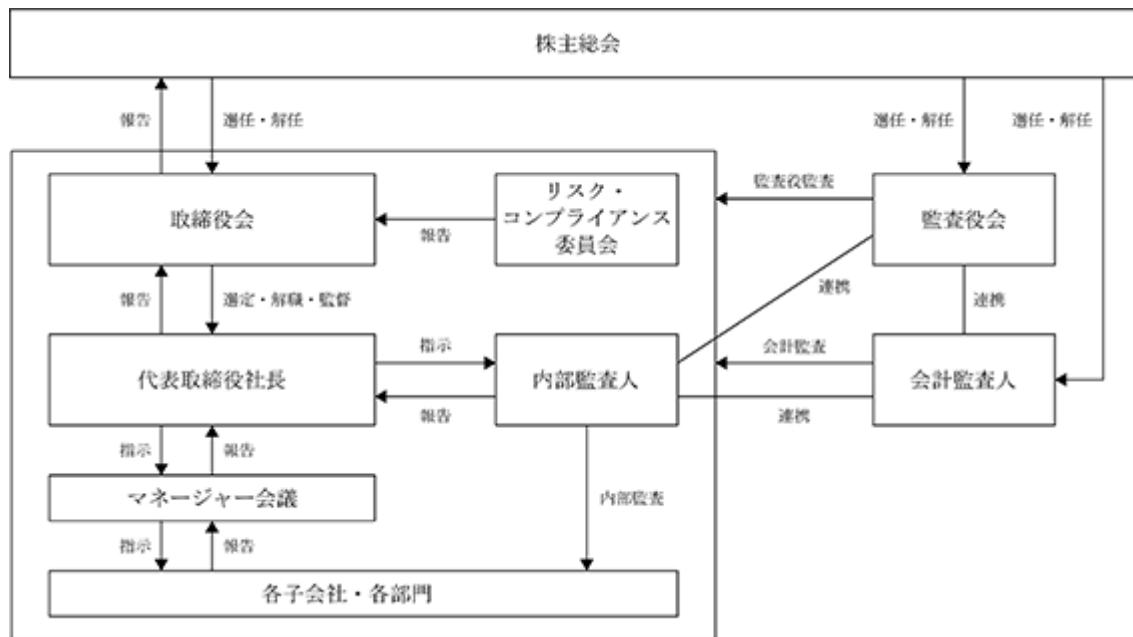 株主総会
報告
選任・解任
選任・解任
選任・解任
取締役会
リスク・
コンプライアンス
委員会
報告
監査役監査
監査役会
報告
選定・解職・監督
連携
連携
代表取締役社長
指示
報告
内部監査人
会計監査
連携
会計監査人
指示
報告
マネージャー会議
内部監査
指示
報告
各子会社・各部門